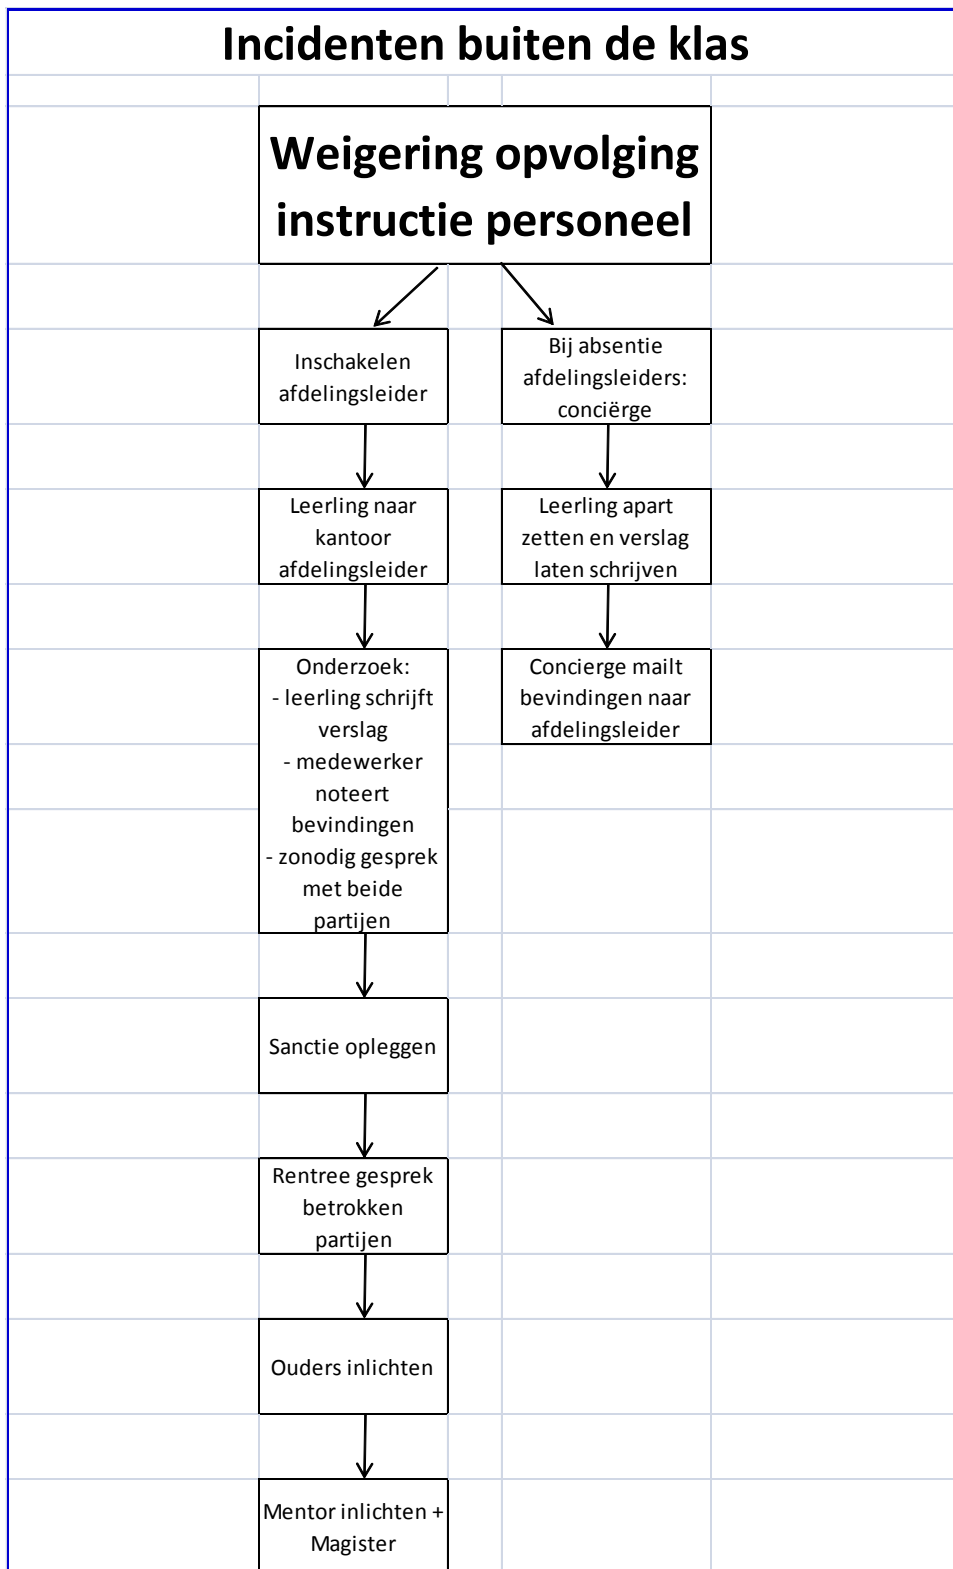 Incidenten buiten de klas
Weigering opvolging
instructie personeel
Inschakelen
afdelingsleider
Bij absentie
afdelingsleiders:
conciërge
Leerling naar
kantoor
afdelingsleider
Leerling apart
zetten en verslag
laten schrijven
Onderzoek:
- leerling schrijft
verslag
- medewerker
noteert
bevindingen
- zonodig gesprek
met beide
partijen
Concierge mailt
bevindingen naar
afdelingsleider
Sanctie opleggen
Rentree gesprek
betrokken
partijen
Ouders inlichten
Mentor inlichten +
Magister